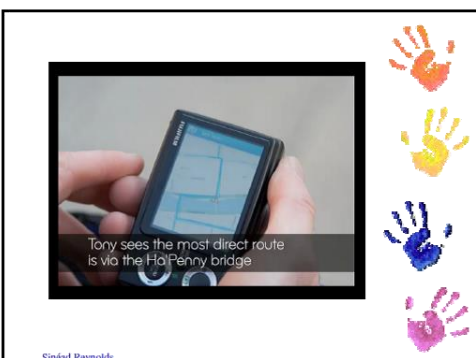 Tony sees the most direct route
is via the Ha'Penny bridge
Sinéad Reynolds